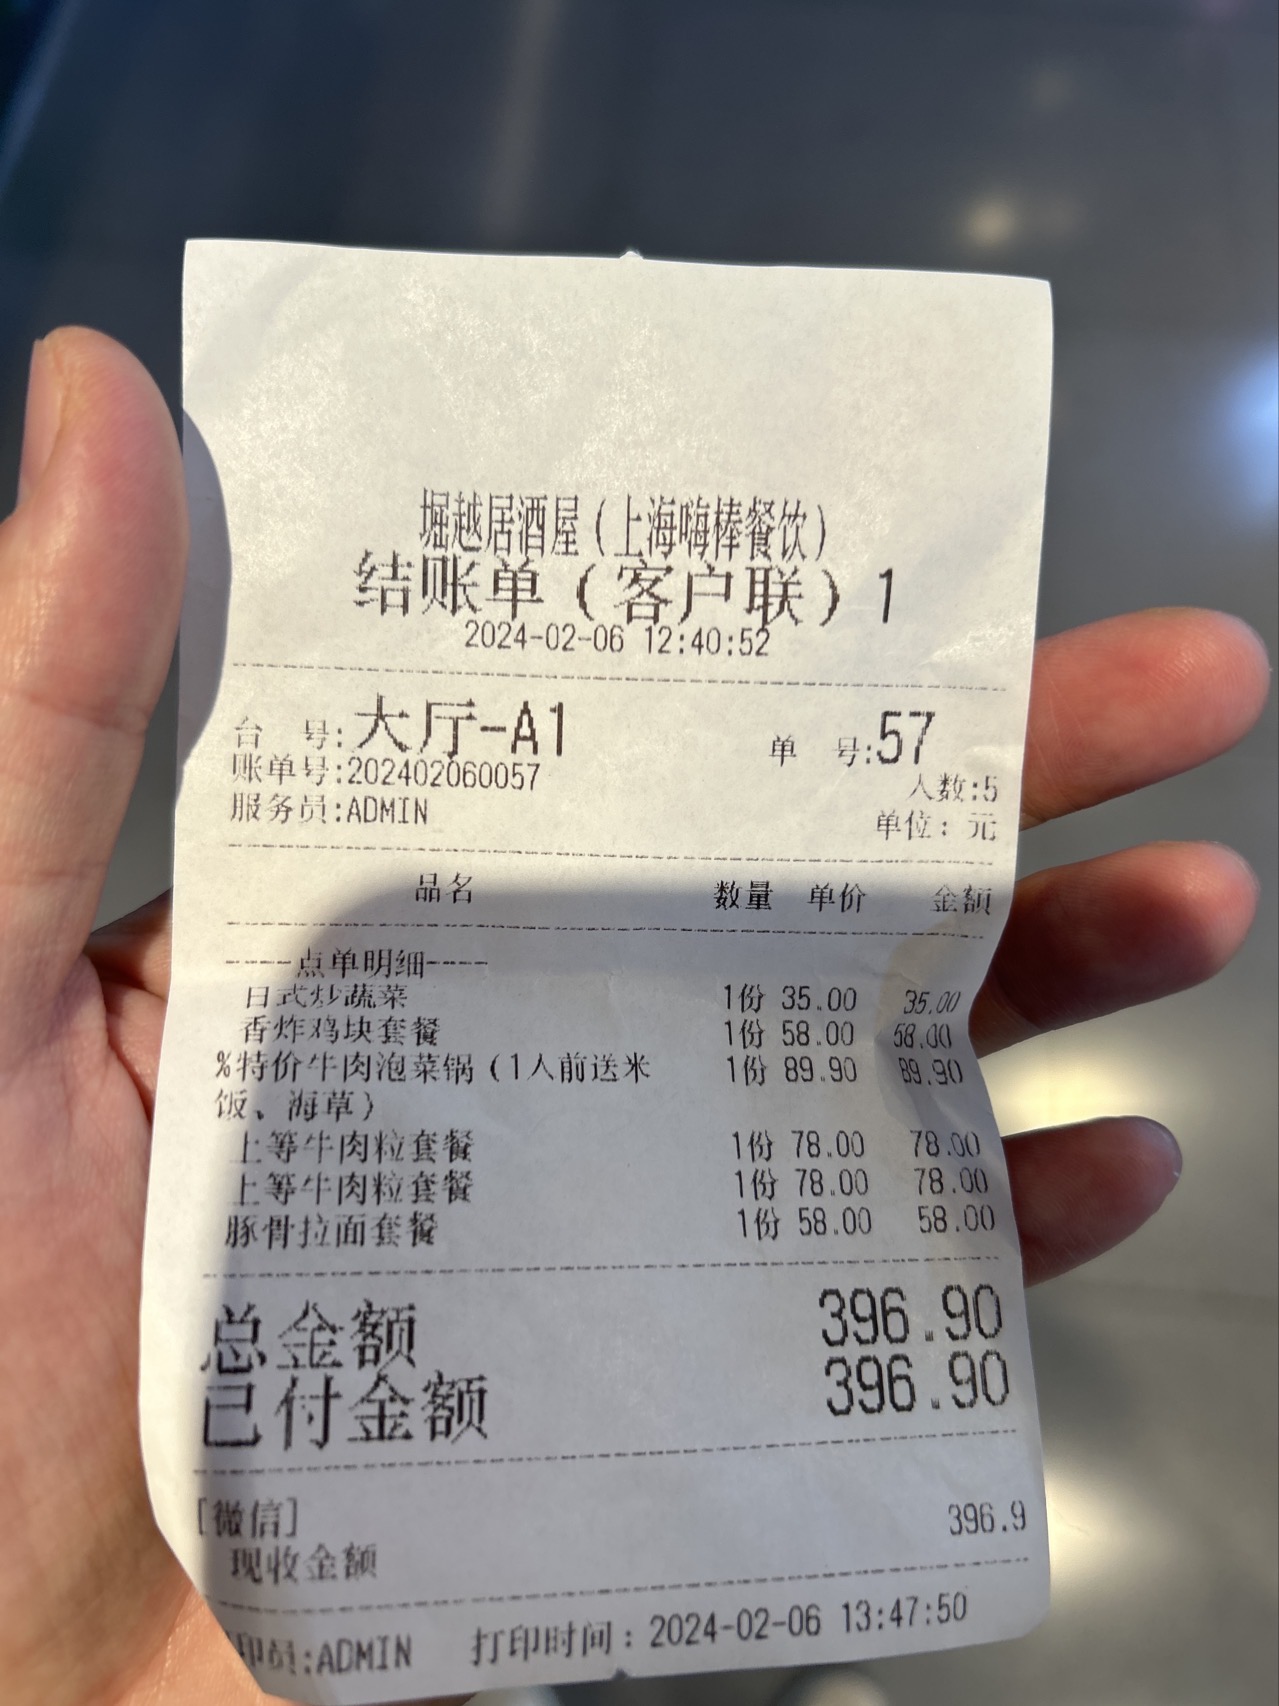 堀越居酒屋（上海嗨棒餐饮）
结账单（客户联）1
2024-02-06 12:40:52
台 号:大厅-A1 单 号:57
账单号:202402060057 人数:5
服务员:ADMIN 单位：元
品名 数量 单价 金额
----点单明细----
日式炒蔬菜 1份 35.00 35.00
香炸鸡块套餐 1份 58.00 58.00
%特价牛肉泡菜锅（1人前送米 1份 89.90 89.90
饭、海草）
上等牛肉粒套餐 1份 78.00 78.00
上等牛肉粒套餐 1份 78.00 78.00
豚骨拉面套餐 1份 58.00 58.00
总金额 396.90
已付金额 396.90
[微信] 396.9
现收金额
印员:ADMIN 打印时间：2024-02-06 13:47:50